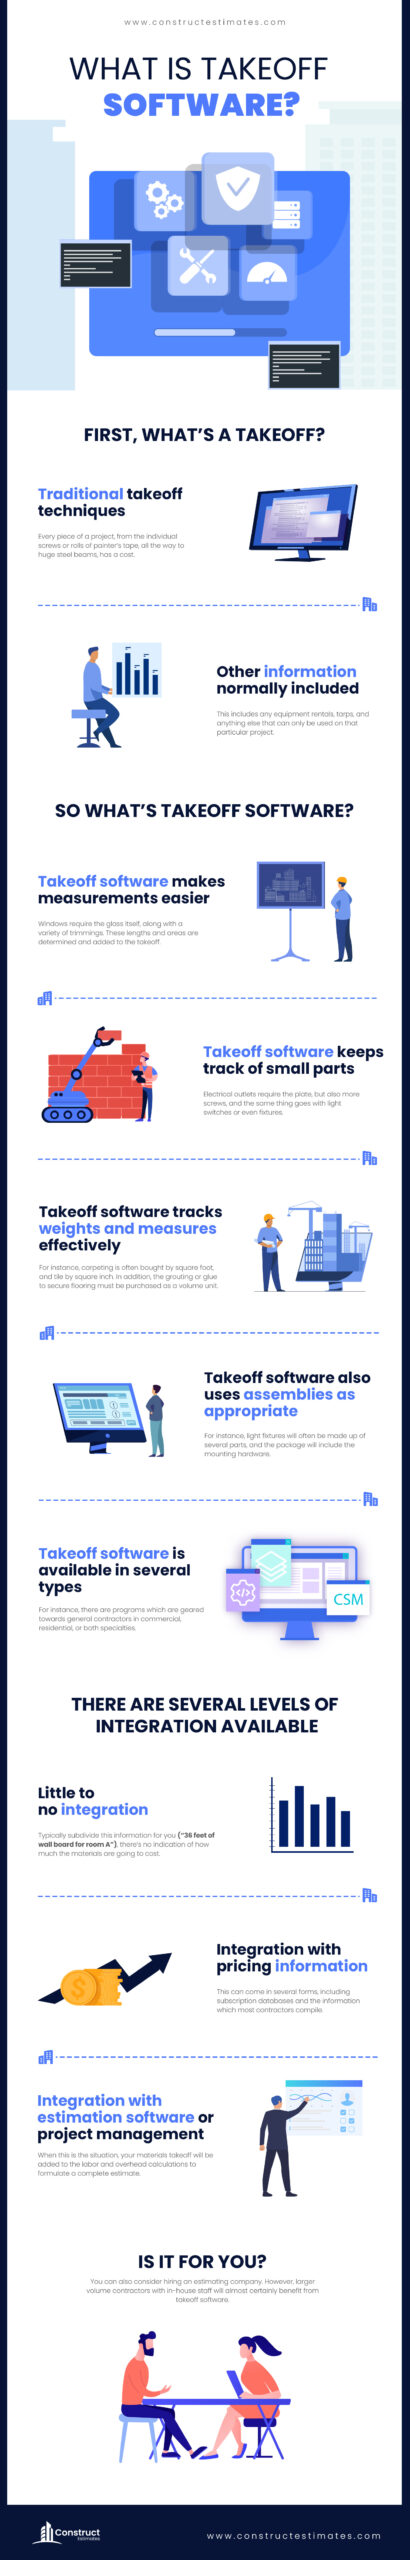 www.constructestimates.com
WHAT IS TAKEOFF
SOFTWARE?
FIRST, WHAT'S A TAKEOFF?
Traditional takeoff
techniques
Every piece of a project, from the individual
screws or rolls of painter's tape, all the way to
huge steel beams, has a cost.
Other information
normally included
This includes any equipment rentals, tarps, and
anything else that can only be used on that
particular project.
SO WHAT'S TAKEOFF SOFTWARE?
Takeoff software makes
measurements easier
Windows require the glass itself, along with a
variety of trimmings. These lengths and areas are
determined and added to the takeoff.
Takeoff software keeps
track of small parts
Electrical outlets require the plate, but also more
screws, and the same thing goes with light
switches or even fixtures.
Takeoff software tracks
weights and measures
effectively
For instance, carpeting is often bought by square foot,
and tile by square inch. In addition, the grouting or glue
to secure flooring must be purchased as a volume unit.
Takeoff software also
uses assemblies as
appropriate
For instance, light fixtures will often be made up of
several parts, and the package will include the
mounting hardware.
Takeoff software is
available in several
types
For instance, there are programs which are geared
towards general contractors in commercial,
residential, or both specialties.
CSM
THERE ARE SEVERAL LEVELS OF
INTEGRATION AVAILABLE
Little to
no integration
Typically subdivide this information for you ("36 feet of
wall board for room A"), there's no indication of how
much the materials are going to cost.
Integration with
pricing information
This can come in several forms, including
subscription databases and the information
which most contractors compile.
Integration with
estimation software or
project management
When this is the situation, your materials takeoff will be
added to the labor and overhead calculations to
formulate a complete estimate.
IS IT FOR YOU?
You can also consider hiring an estimating company. However, larger
volume contractors with in-house staff will almost certainly benefit from
takeoff software.
Construct
Estimates
www.constructestimates.com